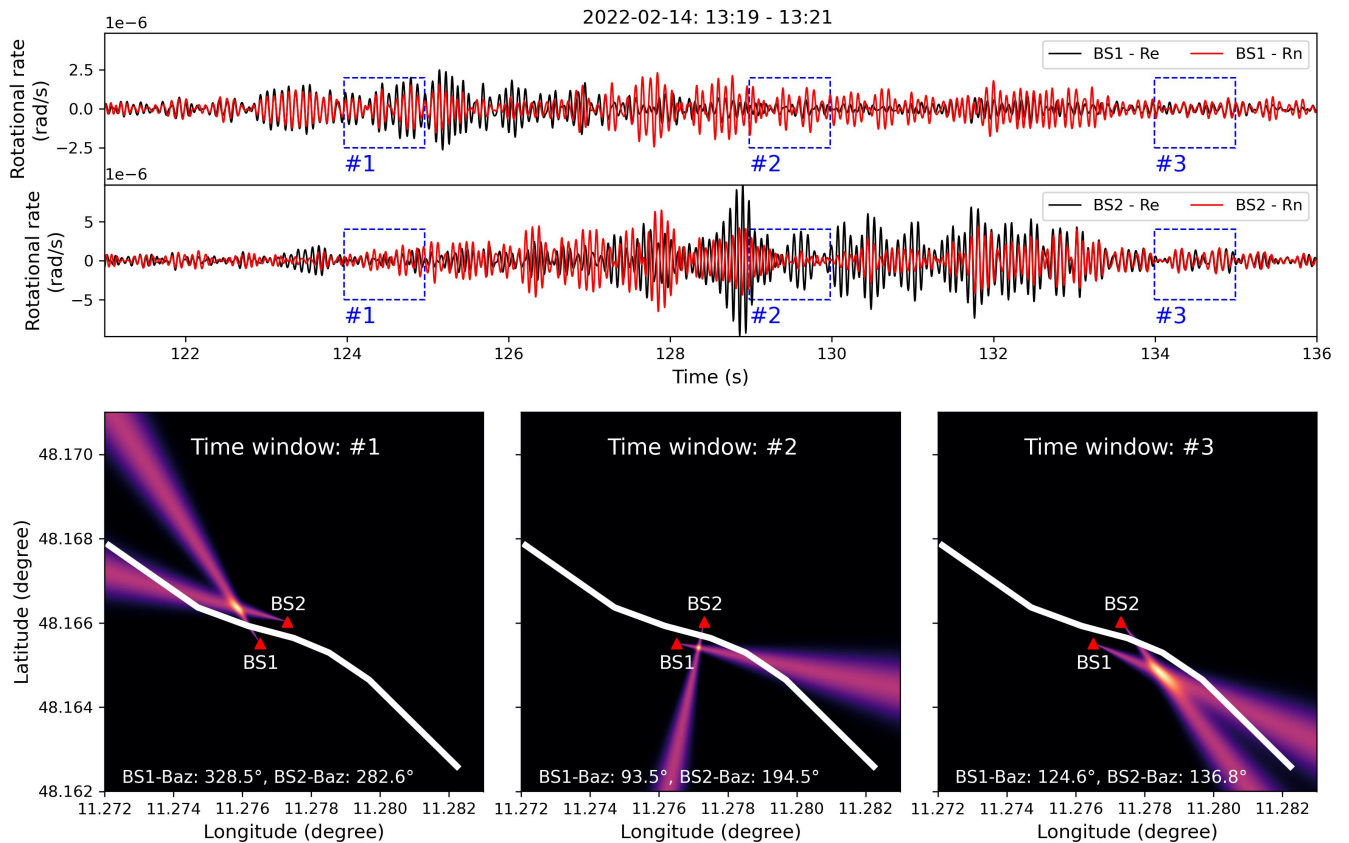 2022-02-14: 13:19 - 13:21
1e−6
BS1 - Re
BS1 - Rn
Rotational rate
(rad/s)
2.5
0.0
−2.5
#1
#2
#3
1e−6
BS2 - Re
BS2 - Rn
Rotational rate
(rad/s)
5
0
−5
#1
#2
#3
122
124
126
128
130
132
134
136
Time (s)
Time window: #1
Time window: #2
Time window: #3
Latitude (degree)
48.170
48.168
48.166
48.164
48.162
BS2
BS1
BS2
BS1
BS2
BS1
BS1-Baz: 328.5°, BS2-Baz: 282.6°
BS1-Baz: 93.5°, BS2-Baz: 194.5°
BS1-Baz: 124.6°, BS2-Baz: 136.8°
11.272
11.274
11.276
11.278
11.280
11.282
11.272
11.274
11.276
11.278
11.280
11.282
11.272
11.274
11.276
11.278
11.280
11.282
Longitude (degree)
Longitude (degree)
Longitude (degree)